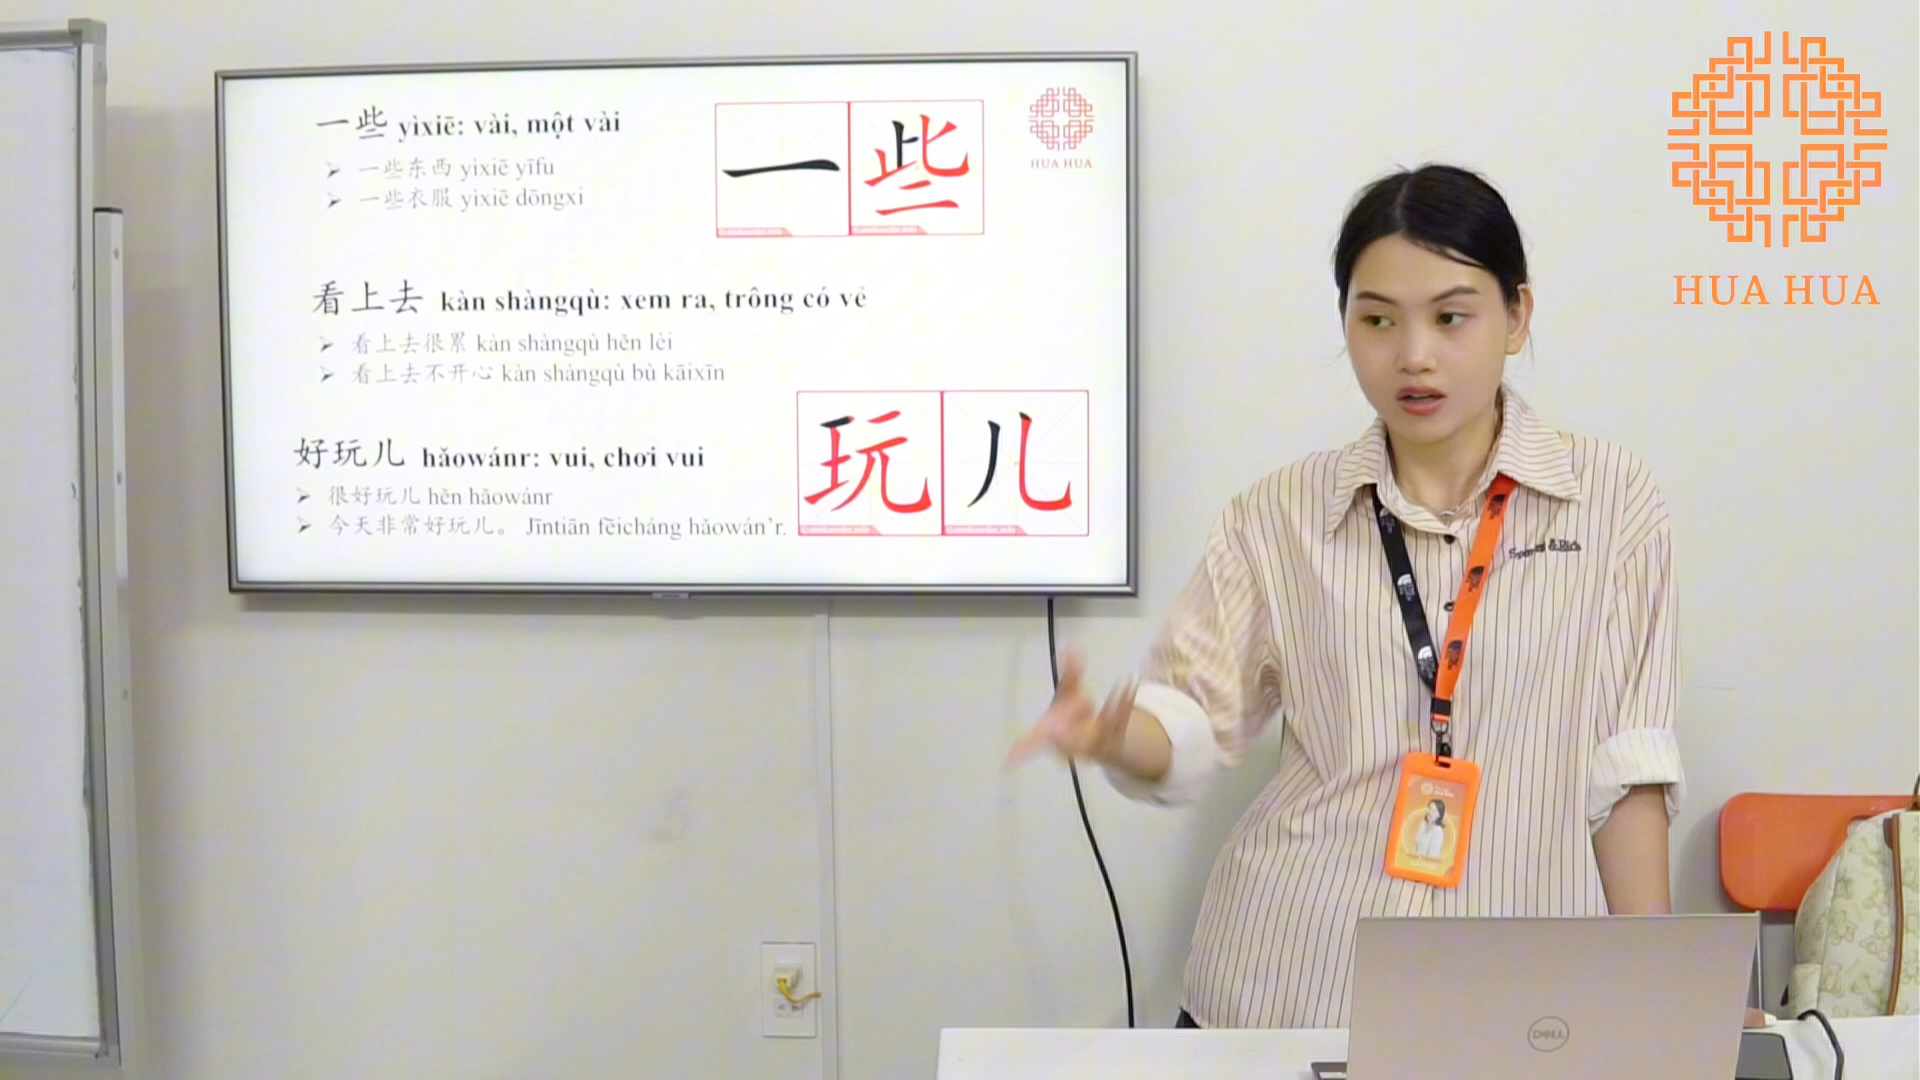 一些 yìxiē: vài, một vài
一些东西 yìxiē yīfu
一些衣服 yìxiē dōngxi
一些
HUA HUA
看上去 kàn shàngqù: xem ra, trông có vẻ
看上去很累 kàn shàngqù hěn lèi
看上去不开心 kàn shàngqù bù kāixīn
好玩儿 hǎowánr: vui, chơi vui
很好玩儿 hěn hǎowánr
今天非常好玩儿。 Jīntiān fēicháng hǎowán’r.
玩儿
HUA HUA
DELL